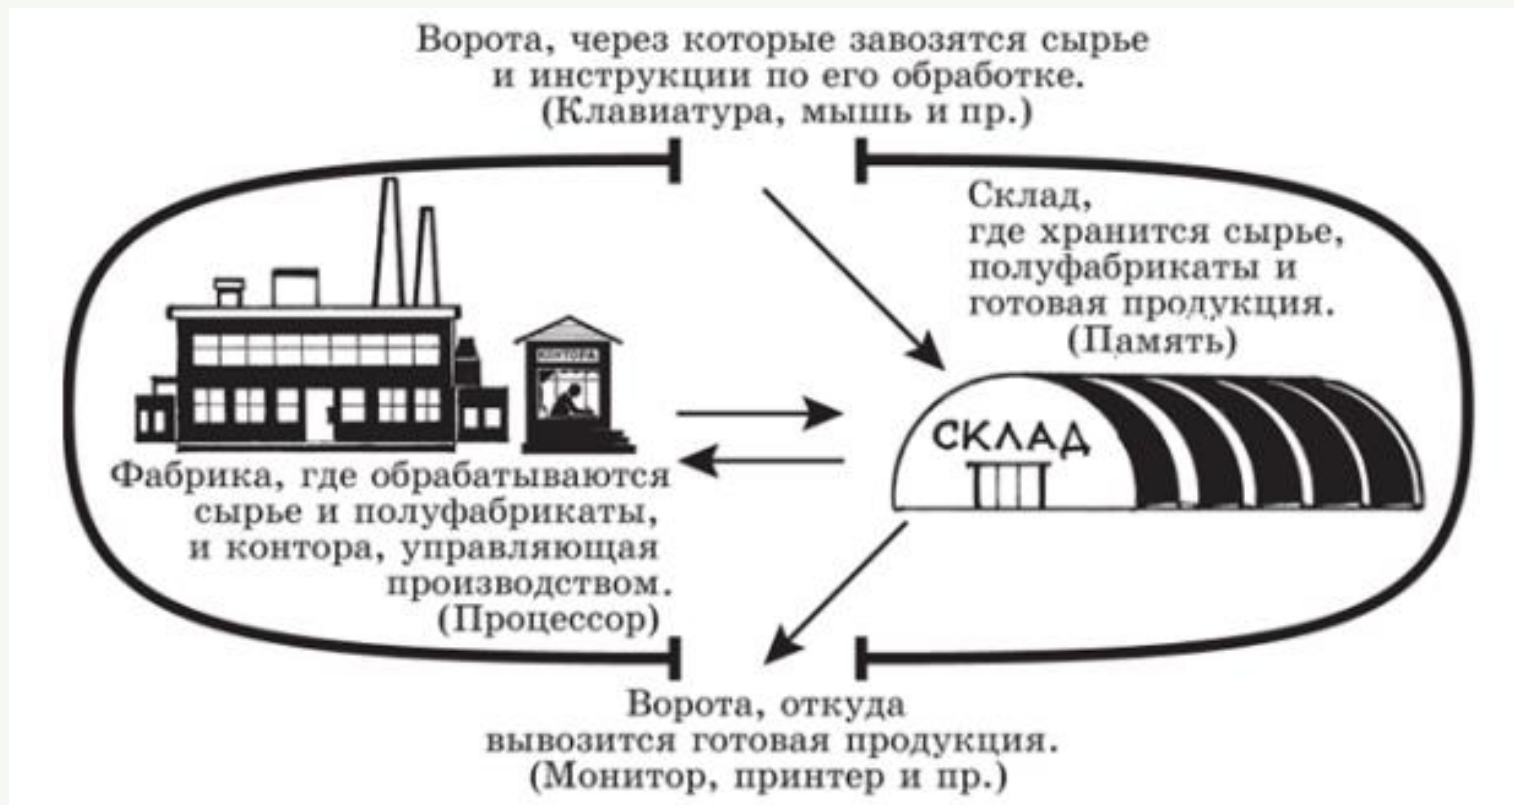 Ворота, через которые завозятся сырье
и инструкции по его обработке.
(Клавиатура, мышь и пр.)
Склад,
где хранится сырье,
полуфабрикаты и
готовая продукция.
(Память)
КОНТОРА
СКЛАД
Фабрика, где обрабатываются
сырье и полуфабрикаты,
и контора, управляющая
производством.
(Процессор)
Ворота, откуда
вывозится готовая продукция.
(Монитор, принтер и пр.)